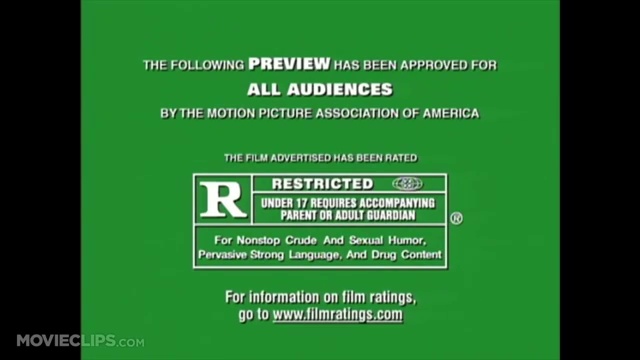 THE FOLLOWING PREVIEW HAS BEEN APPROVED FOR
ALL AUDIENCES
BY THE MOTION PICTURE ASSOCIATION OF AMERICA
THE FILM ADVERTISED HAS BEEN RATED
R
RESTRICTED
UNDER 17 REQUIRES ACCOMPANYING
PARENT OR ADULT GUARDIAN
®
For Nonstop Crude And Sexual Humor,
Pervasive Strong Language, And Drug Content
For information on film ratings,
go to www.filmratings.com
MOVIECLIPS.COM